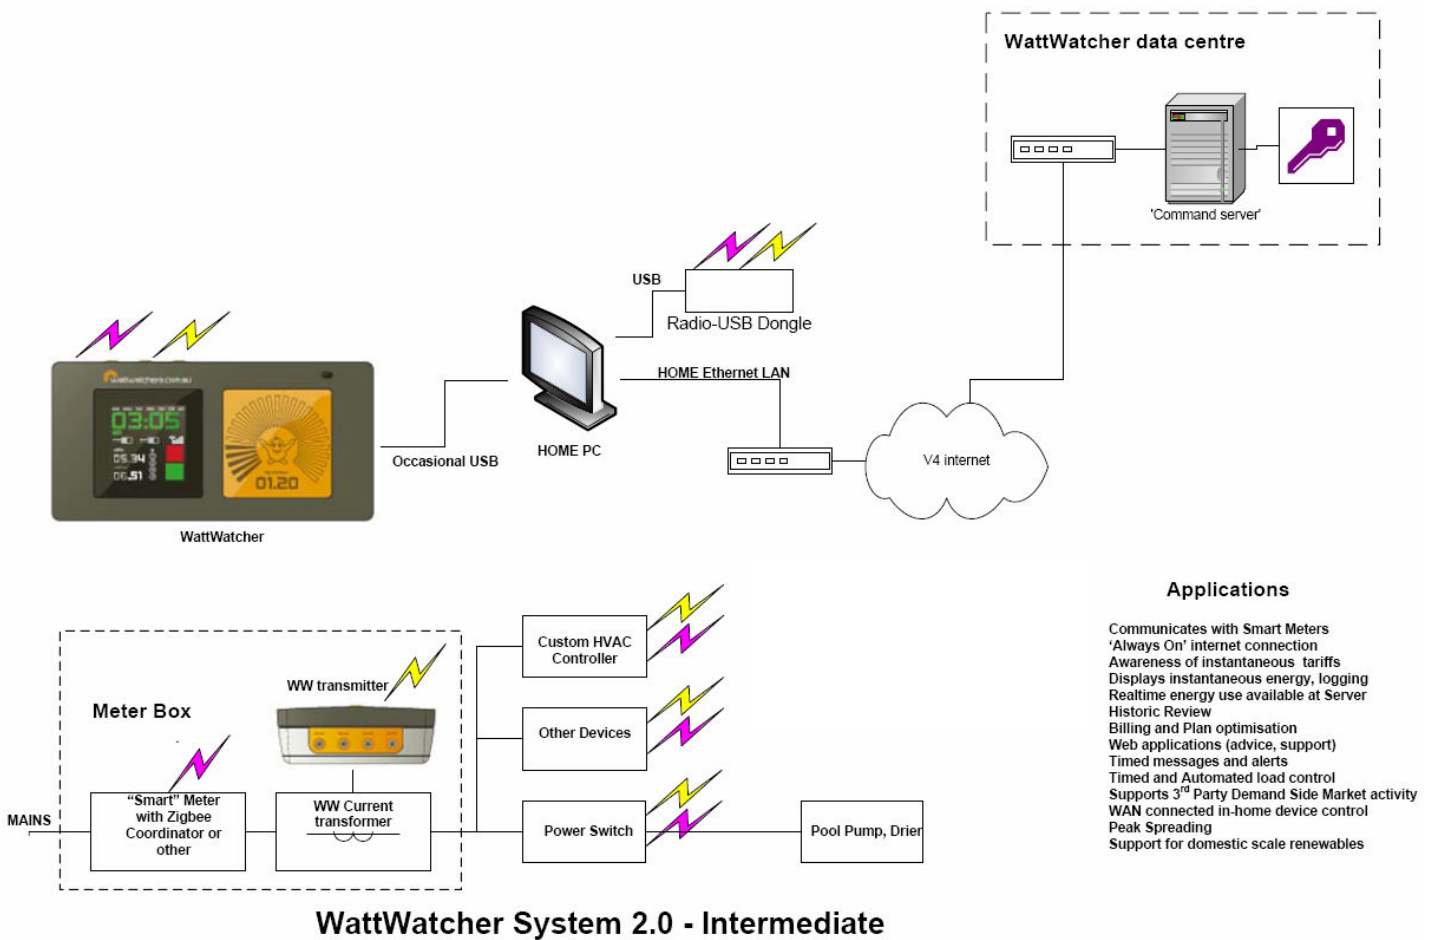 WattWatcher data centre
'Command server'
USB
Radio-USB Dongle
HOME Ethernet LAN
wattwatchers.com.au
03:05
05.34
06.51
01.20
Occasional USB
HOME PC
V4 internet
WattWatcher
Applications
Communicates with Smart Meters
‘Always On’ internet connection
Awareness of instantaneous tariffs
Displays instantaneous energy, logging
Realtime energy use available at Server
Historic Review
Billing and Plan optimisation
Web applications (advice, support)
Timed messages and alerts
Timed and Automated load control
Supports 3rd Party Demand Side Market activity
WAN connected in-home device control
Peak Spreading
Support for domestic scale renewables
Custom HVAC
Controller
WW transmitter
Meter Box
Other Devices
MAINS
“Smart” Meter
with Zigbee
Coordinator or
other
WW Current
transformer
Power Switch
Pool Pump, Drier
WattWatcher System 2.0 - Intermediate